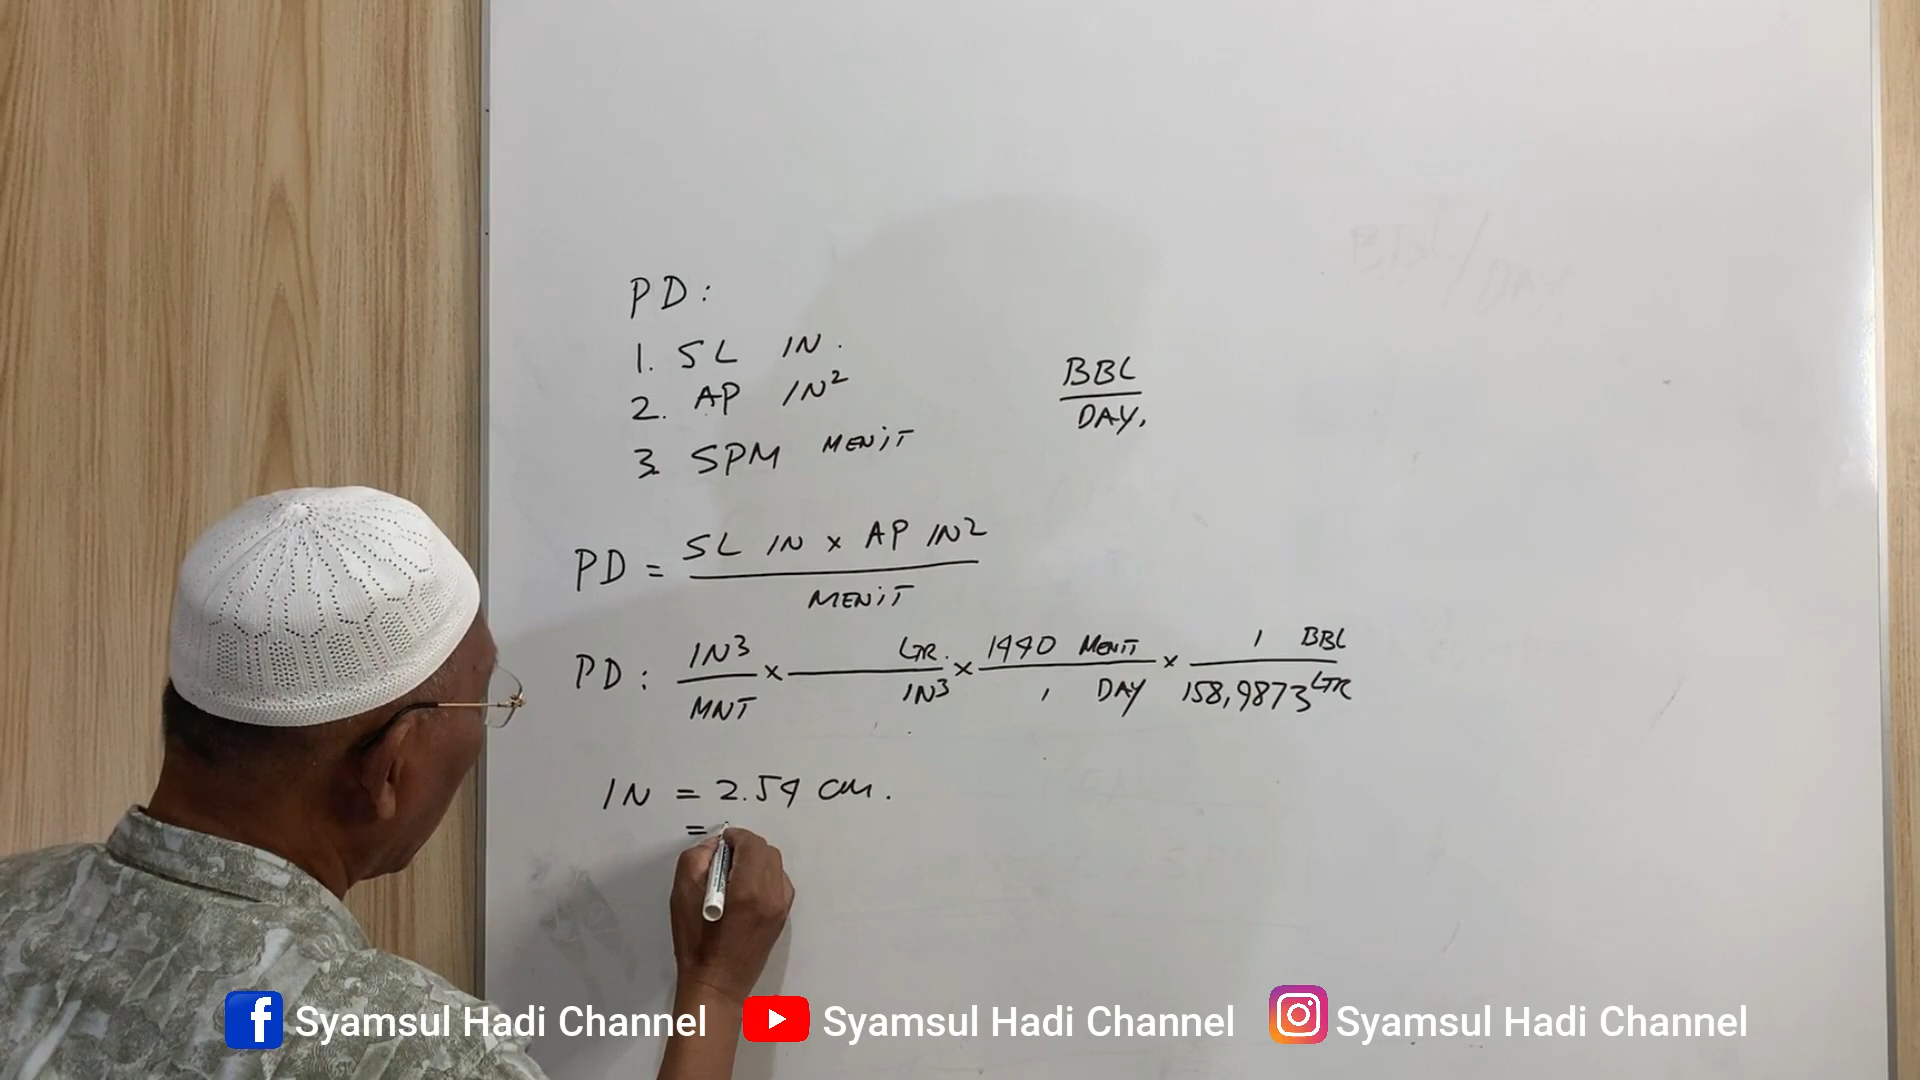 PD:
1. SL IN.
2. AP IN²
3. SPM MENiT
BBL
DAY.
PD = SL IN x AP IN2
MENiT
PD: IN³ x LTR. x 1440 MENiT x 1 BBL
MNT IN³ 1 DAY 158,9873 LTR
IN = 2.54 cm.
=
Syamsul Hadi Channel Syamsul Hadi Channel Syamsul Hadi Channel